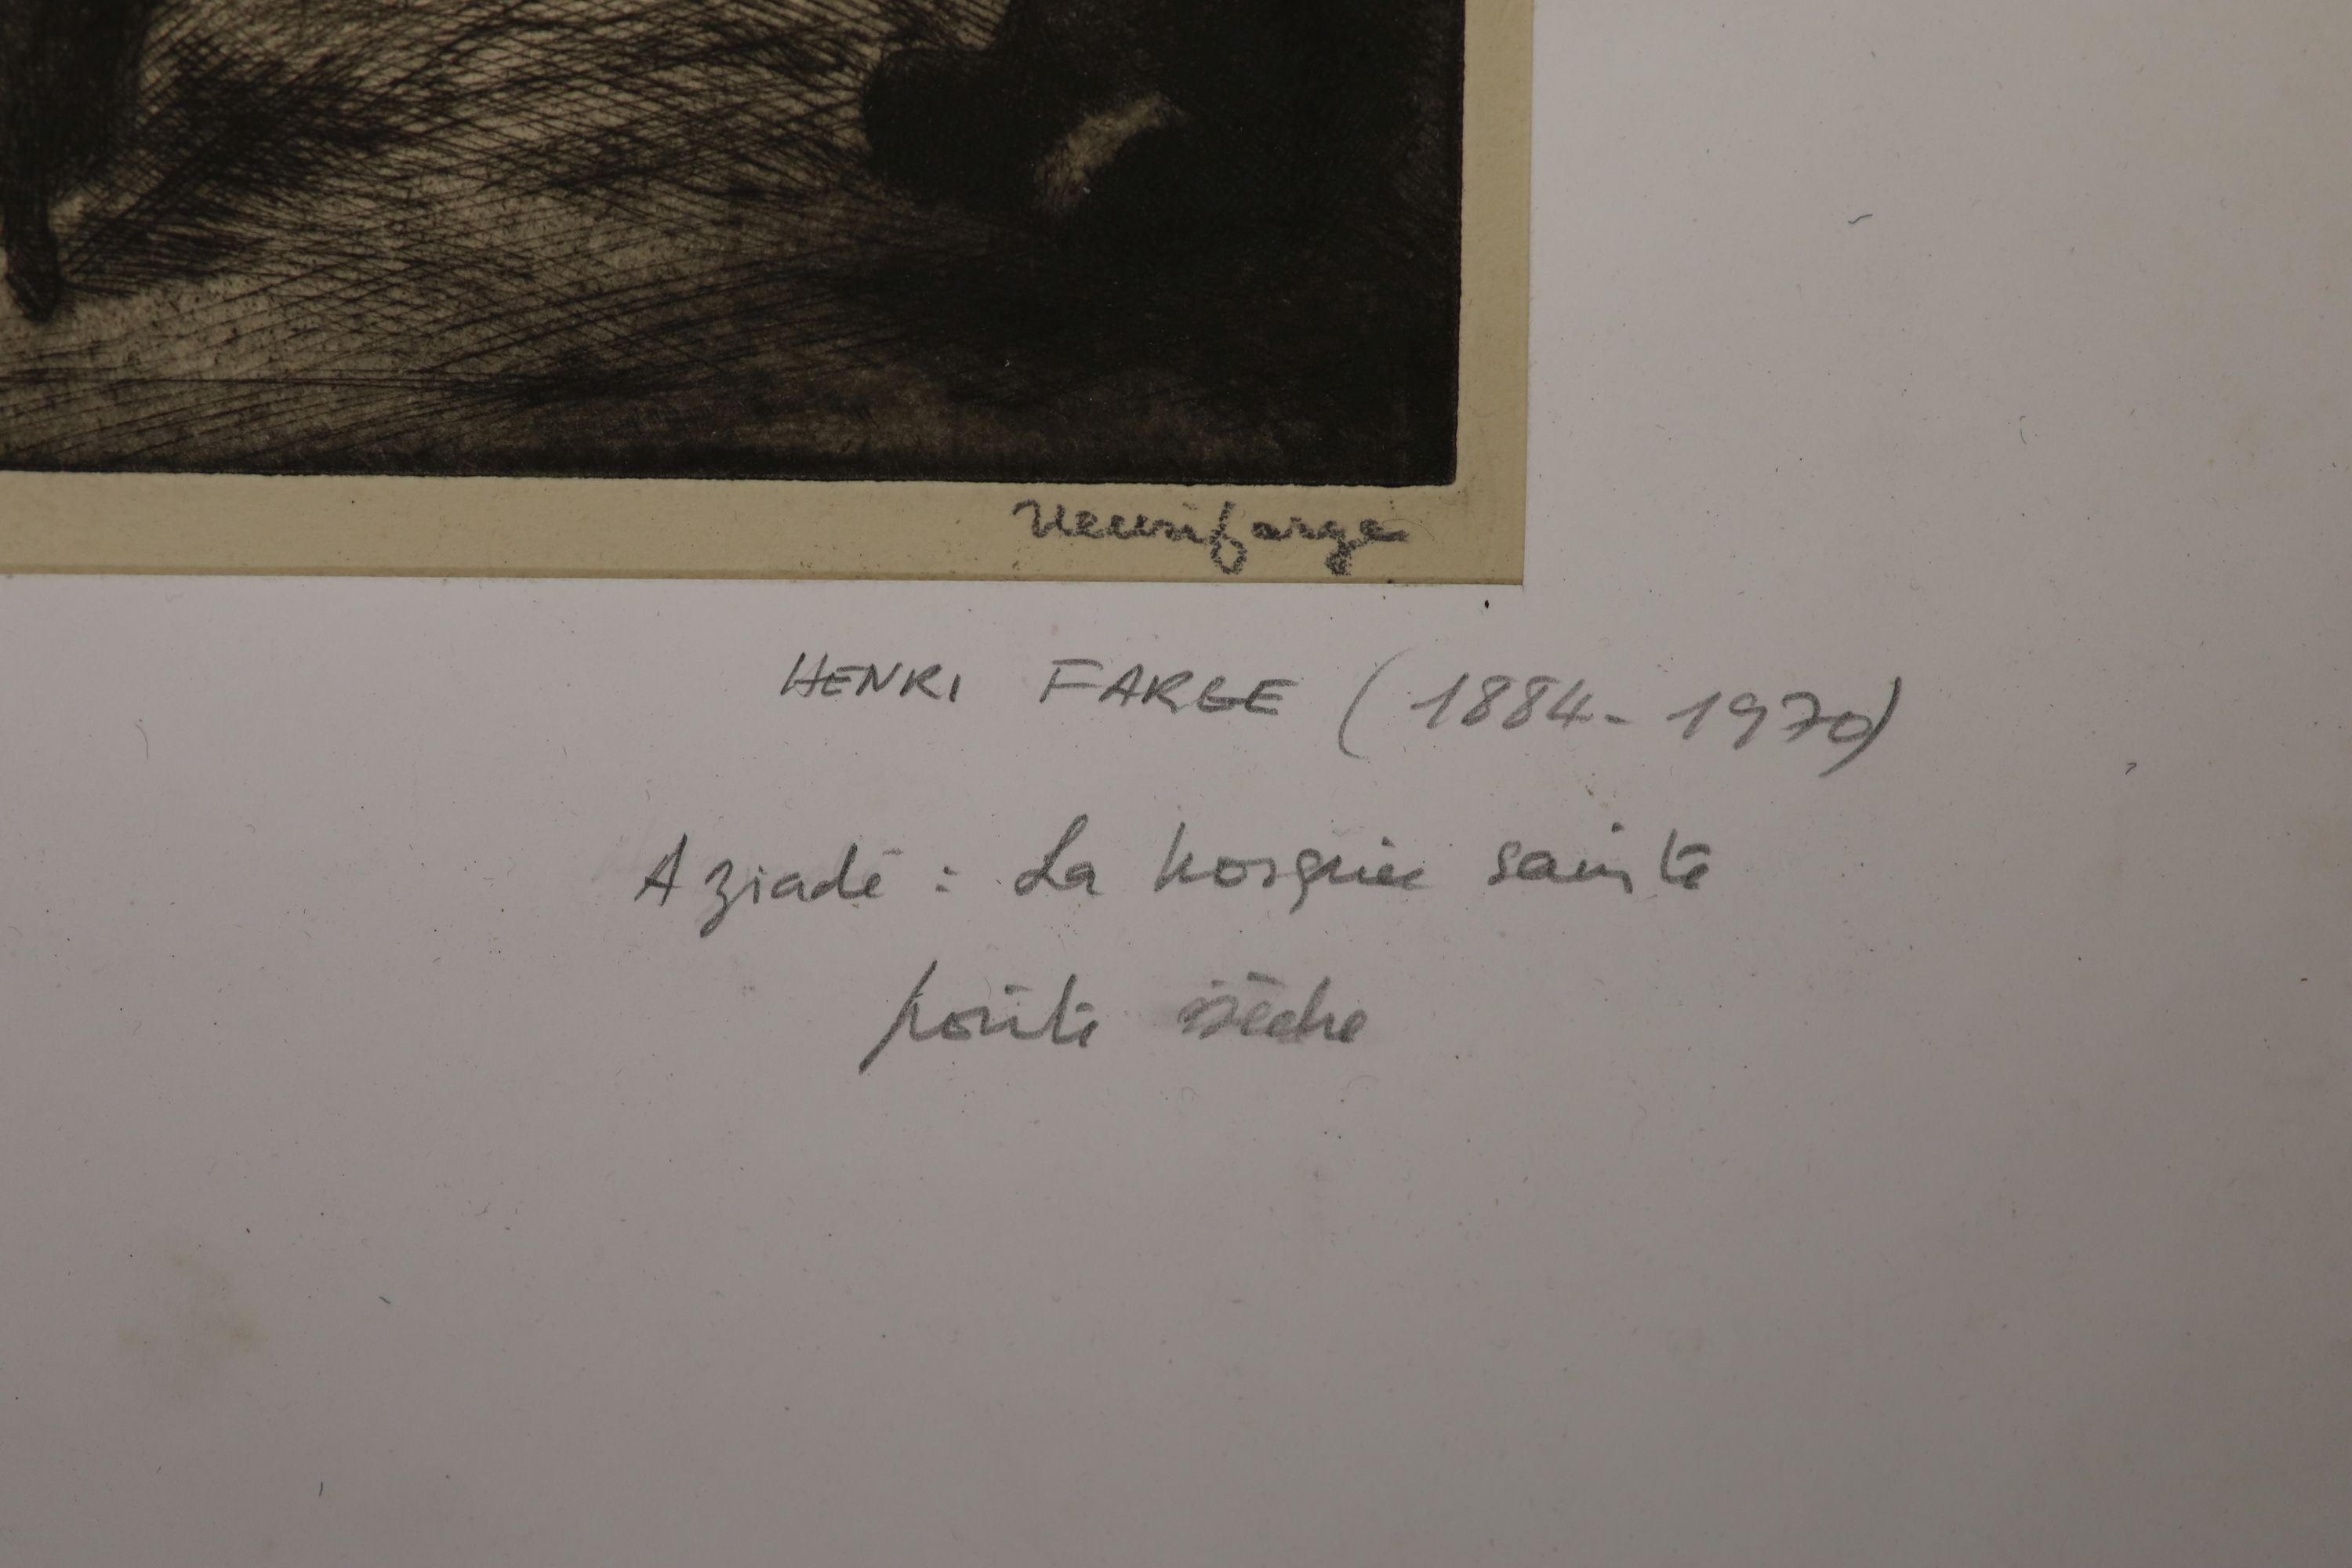 Henri Farge
HENRI FARGE (1884-1970)
Aziadé : La Mosquée sainte
pointe sèche